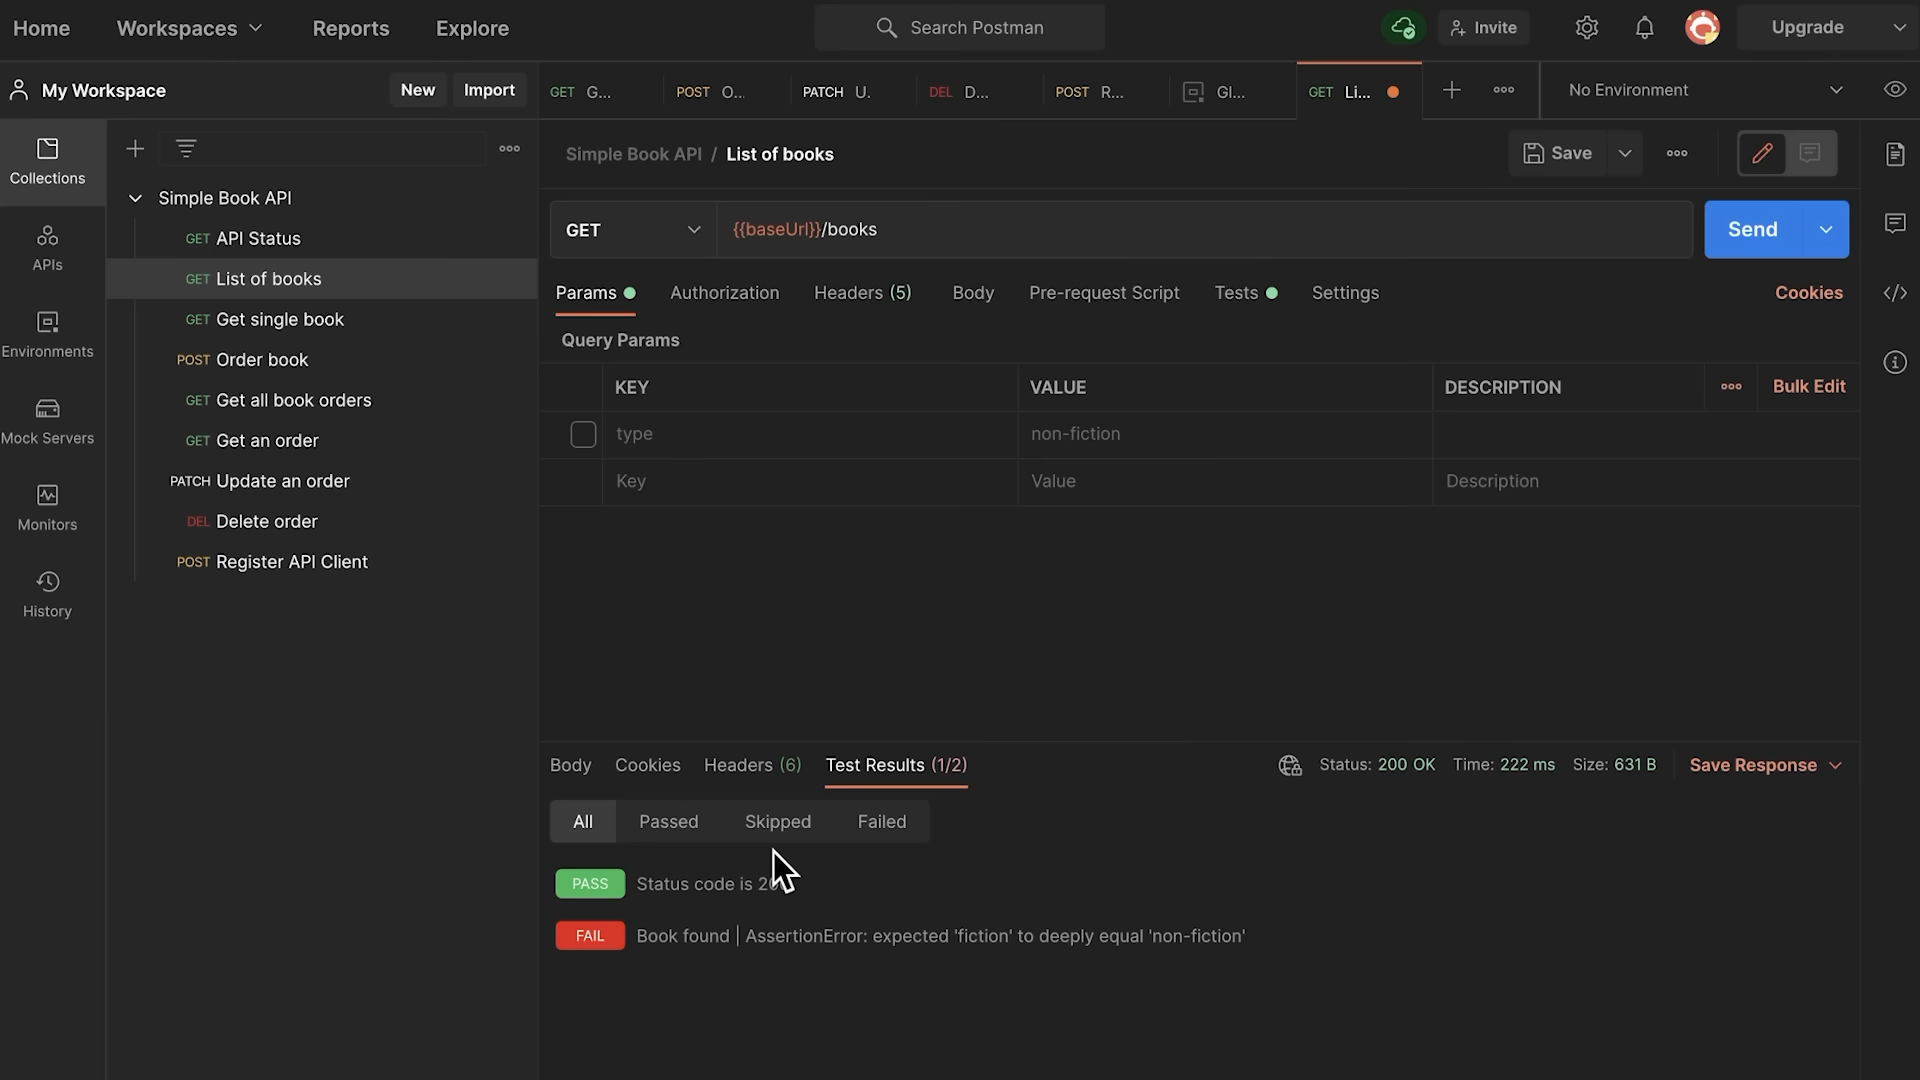 Home
Workspaces
Reports
Explore
Search Postman
Invite
Upgrade
My Workspace
New
Import
GET G...
POST O...
PATCH U.
DEL D...
POST R...
Gl...
GET Li...
No Environment
Collections
APIs
Environments
Mock Servers
Monitors
History
Simple Book API
GET API Status
GET List of books
GET Get single book
POST Order book
GET Get all book orders
GET Get an order
PATCH Update an order
DEL Delete order
POST Register API Client
Simple Book API / List of books
Save
GET
{{baseUrl}}/books
Send
Params
Authorization
Headers (5)
Body
Pre-request Script
Tests
Settings
Cookies
Query Params
KEY
VALUE
DESCRIPTION
Bulk Edit
type
non-fiction
Key
Value
Description
Body
Cookies
Headers (6)
Test Results (1/2)
Status: 200 OK
Time: 222 ms
Size: 631 B
Save Response
All
Passed
Skipped
Failed
PASS
Status code is
FAIL
Book found | AssertionError: expected 'fiction' to deeply equal 'non-fiction'